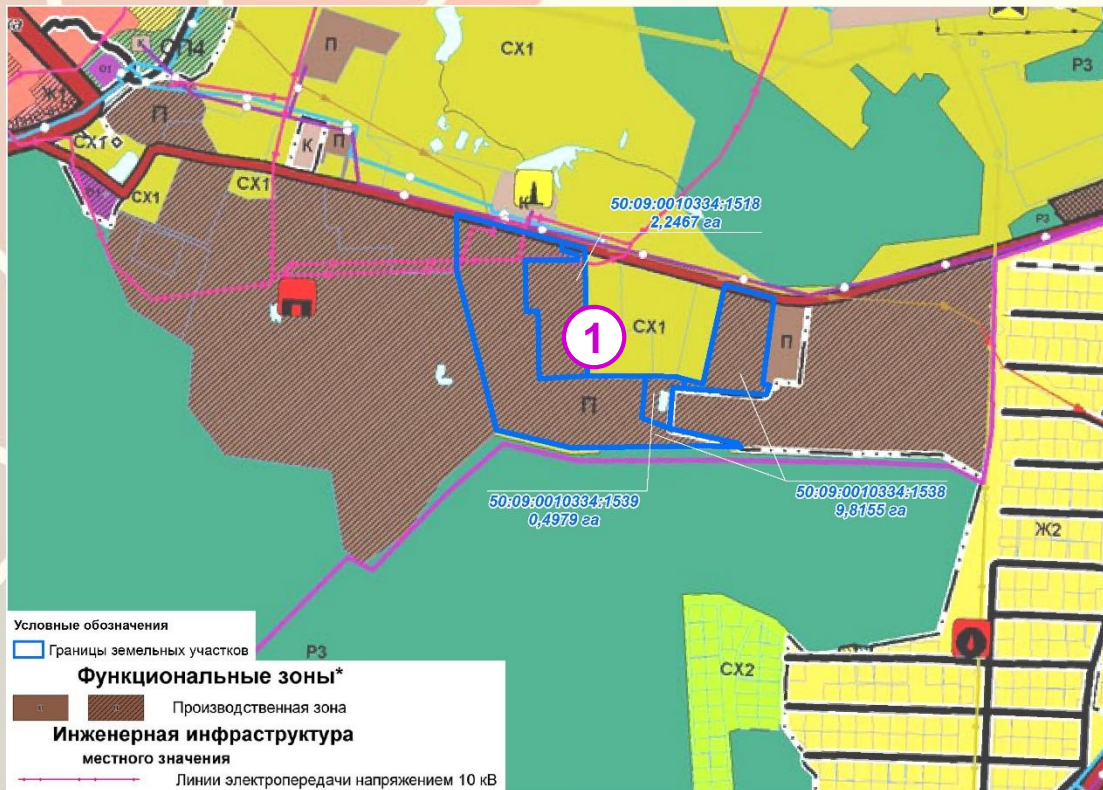 П
СХ1
Р3
СП4
К
О1
Ж1
П
СХ1
К
П
СХ1
СХ1
К
50:09:0010334:1518
2,2467 га
Р3
СХ1
1
П
П
50:09:0010334:1539
0,4979 га
50:09:0010334:1538
9,8155 га
Ж2
Р3
СХ2
Условные обозначения
Границы земельных участков
Функциональные зоны*
П П Производственная зона
Инженерная инфраструктура
местного значения
Линии электропередачи напряжением 10 кВ